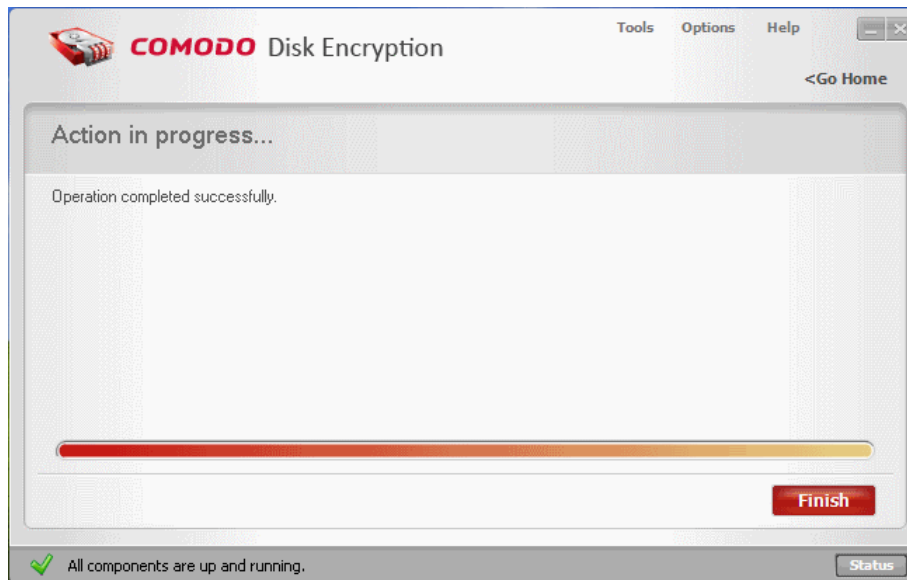 COMODO Disk Encryption
Tools Options Help
<Go Home
Action in progress...
Operation completed successfully.
Finish
All components are up and running.
Status